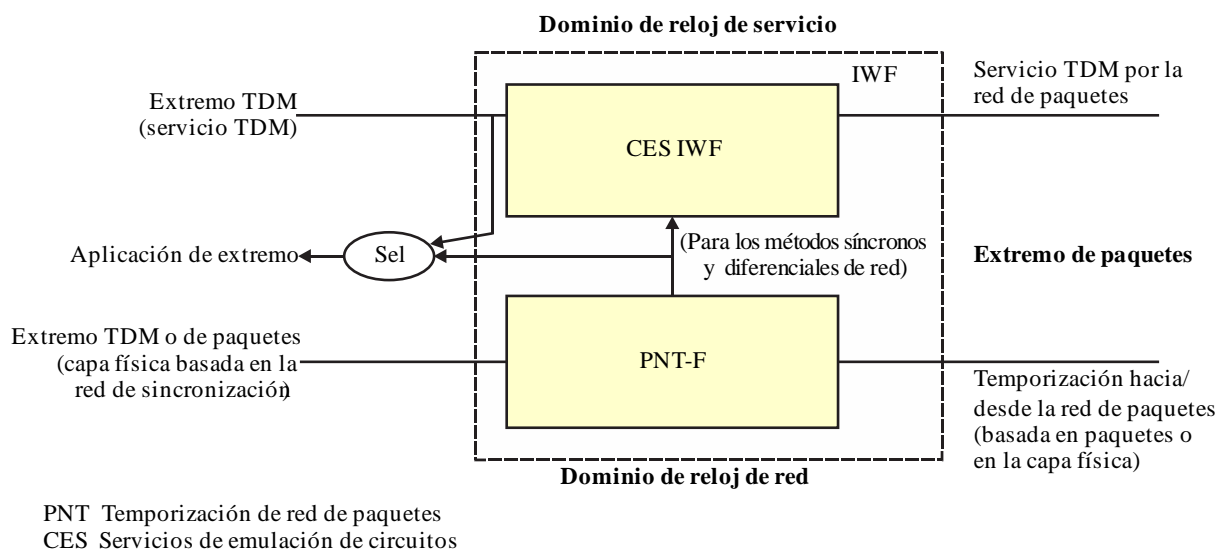 Dominio de reloj de servicio
IWF
Servicio TDM por la
red de paquetes
Extremo TDM
(servicio TDM)
CES IWF
(Para los métodos síncronos
y diferenciales de red)
Aplicación de extremo
Sel
Extremo de paquetes
Extremo TDM o de paquetes
(capa física basada en la
red de sincronización)
PNT-F
Temporización hacia/
desde la red de paquetes
(basada en paquetes o
en la capa física)
Dominio de reloj de red
PNT Temporización de red de paquetes
CES Servicios de emulación de circuitos